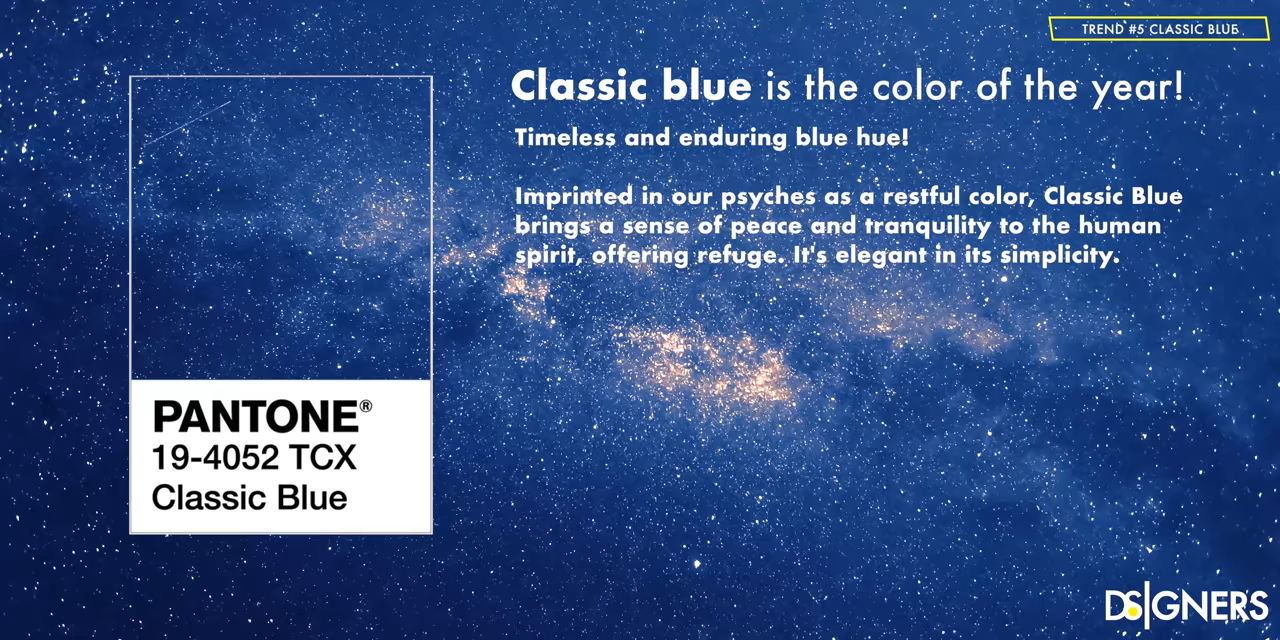 TREND #5 CLASSIC BLUE
Classic blue is the color of the year!
Timeless and enduring blue hue!
Imprinted in our psyches as a restful color, Classic Blue
brings a sense of peace and tranquility to the human
spirit, offering refuge. It's elegant in its simplicity.
PANTONE®
19-4052 TCX
Classic Blue
DSIGNERS